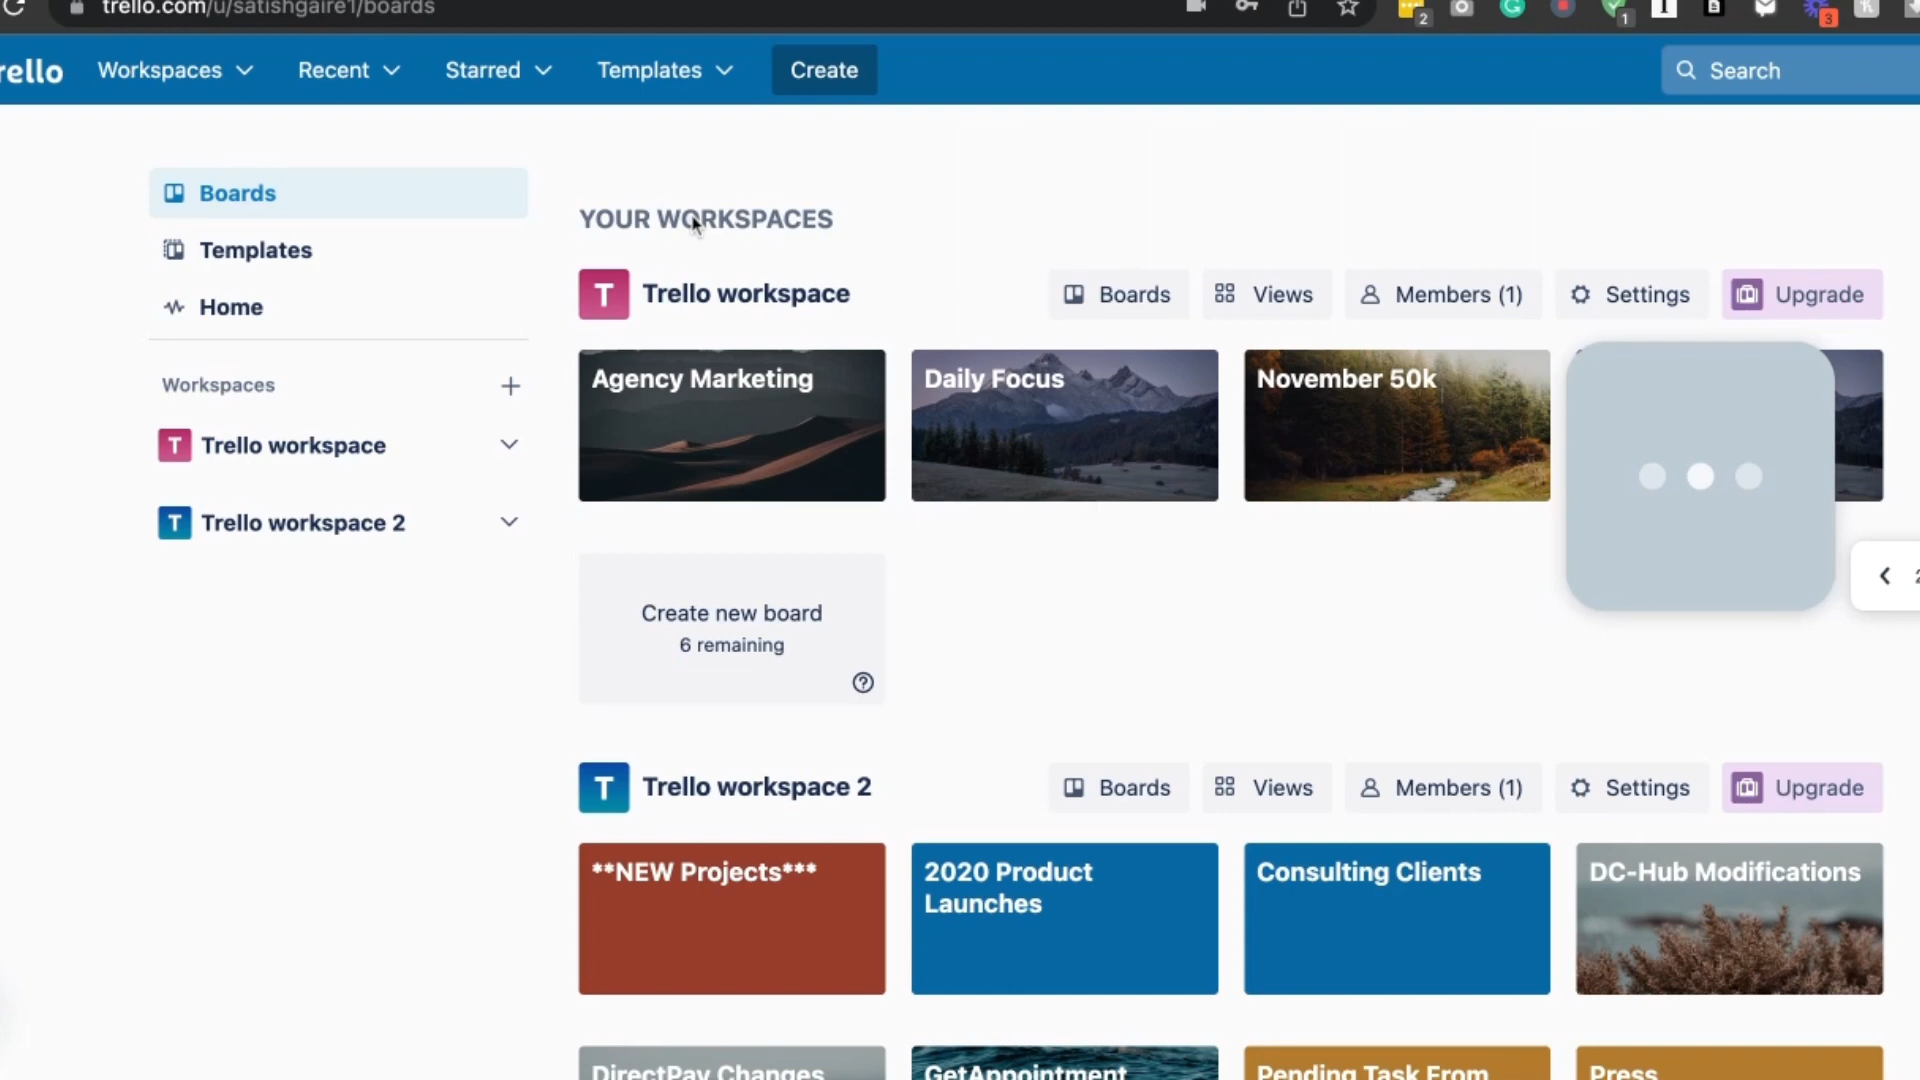 trello.com/u/satishgaire1/boards
2
1
3
rello
Workspaces
Recent
Starred
Templates
Create
Search
Boards
Templates
Home
Workspaces
T Trello workspace
T Trello workspace 2
YOUR WORKSPACES
T Trello workspace
Boards
Views
Members (1)
Settings
Upgrade
Agency Marketing
Daily Focus
November 50k
Create new board
6 remaining
T Trello workspace 2
Boards
Views
Members (1)
Settings
Upgrade
**NEW Projects***
2020 Product
Launches
Consulting Clients
DC-Hub Modifications
DirectPay Changes
GetAppointment
Pending Task From
Press